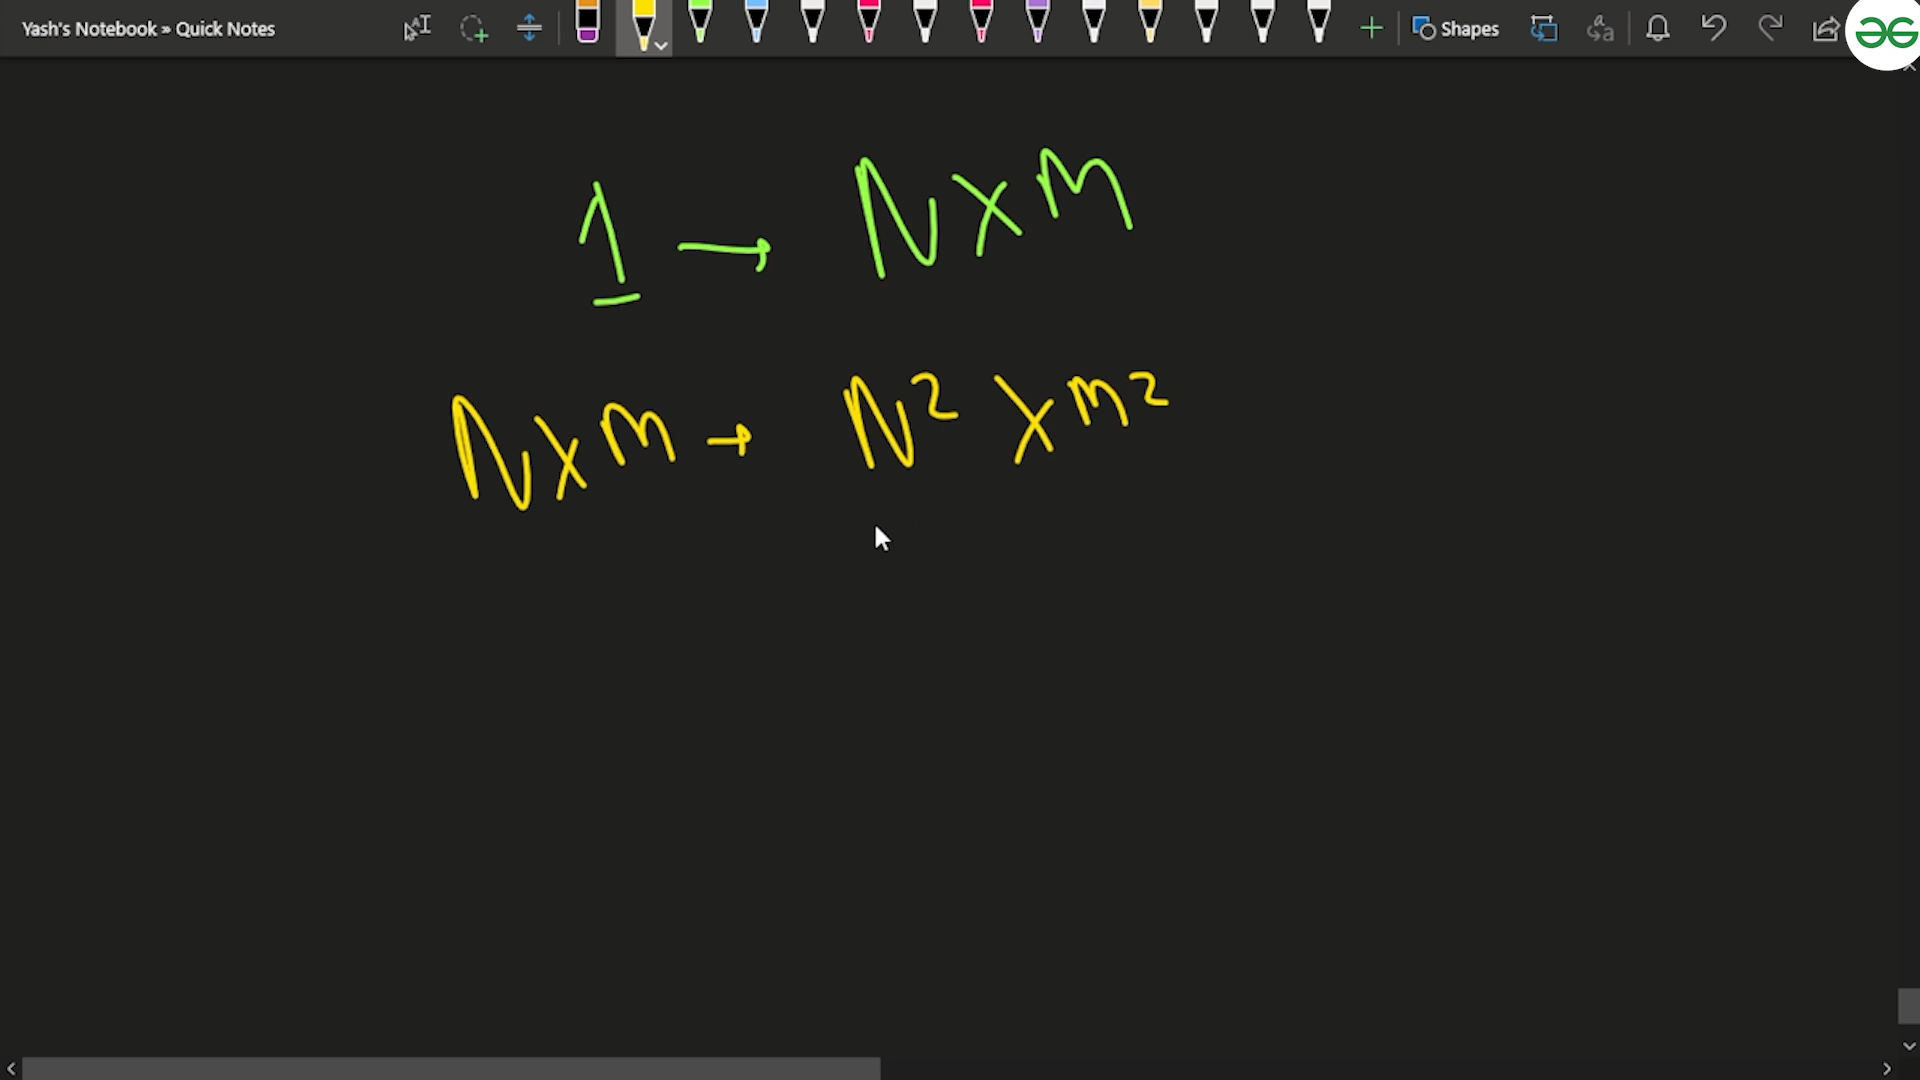 Yash's Notebook » Quick Notes
Shapes
1 → N x M
N x M → N² x M²